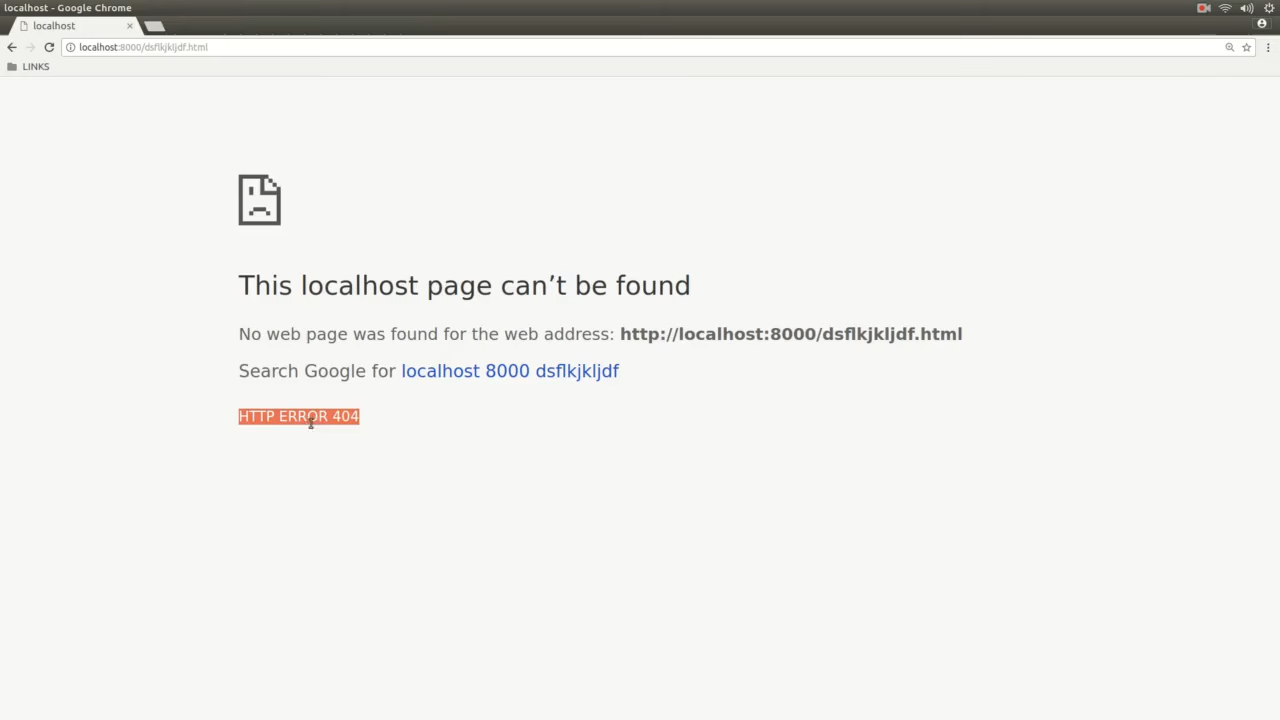 localhost - Google Chrome
localhost
localhost:8000/dsflkjkljdf.html
LINKS
This localhost page can’t be found
No web page was found for the web address: http://localhost:8000/dsflkjkljdf.html
Search Google for localhost 8000 dsflkjkljdf
HTTP ERROR 404